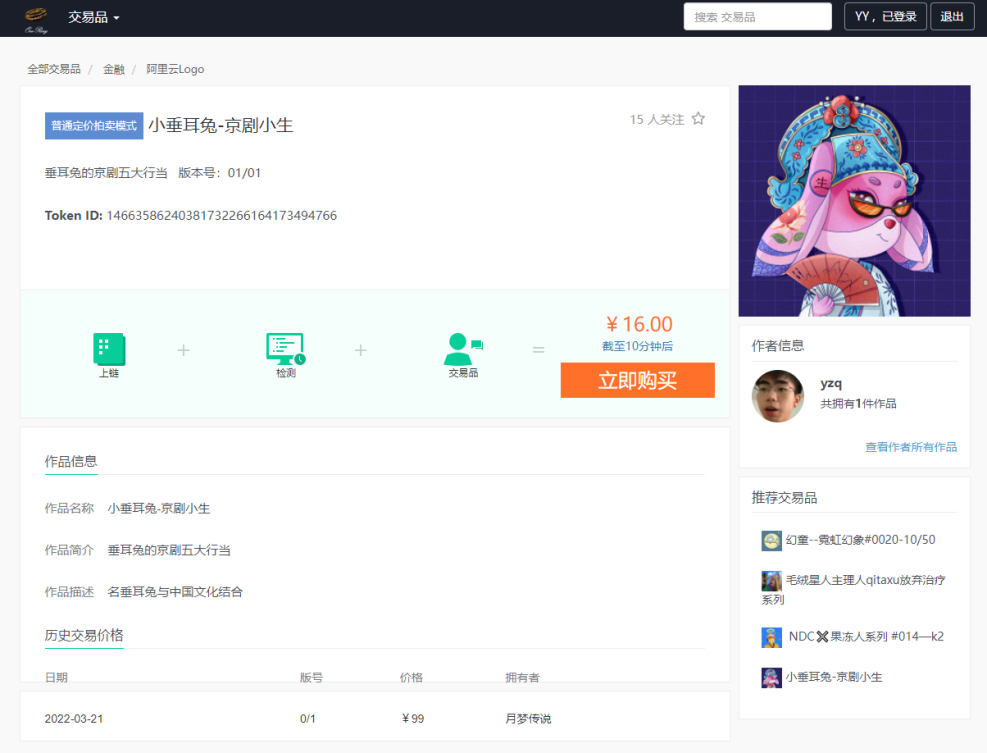 交易品
搜索 交易品
YY，已登录
退出
One Ring
全部交易品 / 金融 / 阿里云Logo
普通定价拍卖模式 小垂耳兔-京剧小生
15 人关注
垂耳兔的京剧五大行当 版本号：01/01
Token ID: 14663586240381732266164173494766
上链
+
检测
+
交易品
=
￥16.00
截至10分钟后
立即购买
作品信息
作品名称 小垂耳兔-京剧小生
作品简介 垂耳兔的京剧五大行当
作品描述 名垂耳兔与中国文化结合
历史交易价格
日期 版号 价格 拥有者
2022-03-21 0/1 ￥99 月梦传说
生
作者信息
yzq
共拥有1件作品
查看作者所有作品
推荐交易品
幻童--霓虹幻象#0020-10/50
毛绒星人主理人qitaxu放弃治疗
系列
NDC✖果冻人系列 #014—k2
小垂耳兔-京剧小生